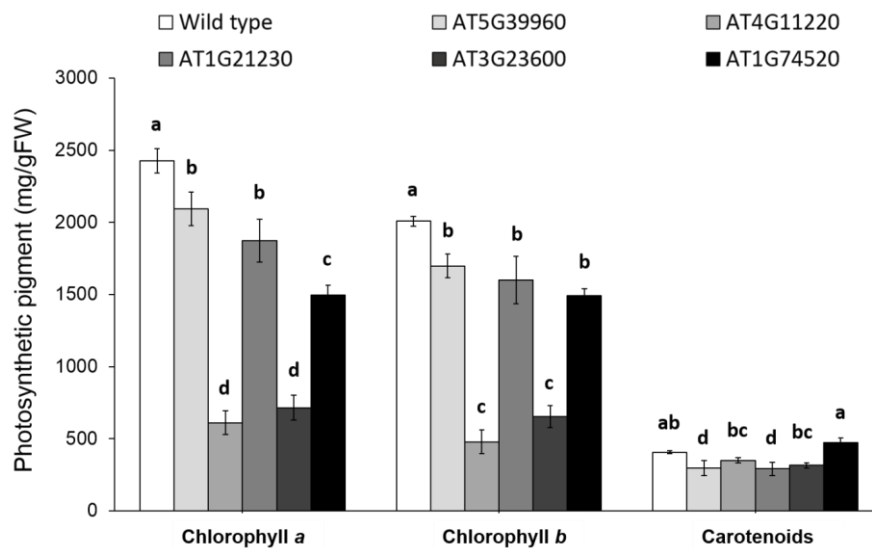 Wild type AT5G39960 AT4G11220
AT1G21230 AT3G23600 AT1G74520
Photosynthetic pigment (mg/gFW)
3000
2500
2000
1500
1000
500
0
a b d b d c
a b c b c b
ab d bc d bc a
Chlorophyll a Chlorophyll b Carotenoids